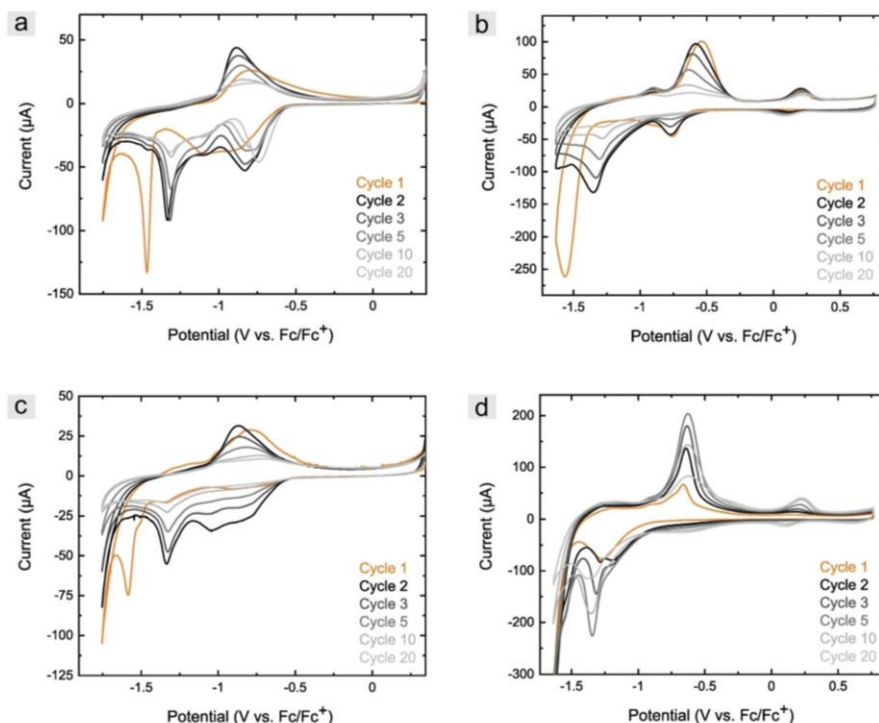 a
50
25
0
-25
-50
-75
-100
-125
-150
Current (µA)
Cycle 1
Cycle 2
Cycle 3
Cycle 5
Cycle 10
Cycle 20
-1.5 -1 -0.5 0
Potential (V vs. Fc/Fc+)
b
100
50
0
50
-100
-150
-200
-250
Current (µA)
Cycle 1
Cycle 2
Cycle 3
Cycle 5
Cycle 10
Cycle 20
-1.5 -1 -0.5 0 0.5
Potential (V vs. Fc/Fc+)
c
50
25
0
-25
-50
-75
-100
-125
Current (µA)
Cycle 1
Cycle 2
Cycle 3
Cycle 5
Cycle 10
Cycle 20
-1.5 -1 -0.5 0
Potential (V vs. Fc/Fc+)
d
200
100
0
-100
-200
-300
Current (µA)
Cycle 1
Cycle 2
Cycle 3
Cycle 5
Cycle 10
Cycle 20
-1.5 -1 -0.5 0 0.5
Potential (V vs. Fc/Fc+)